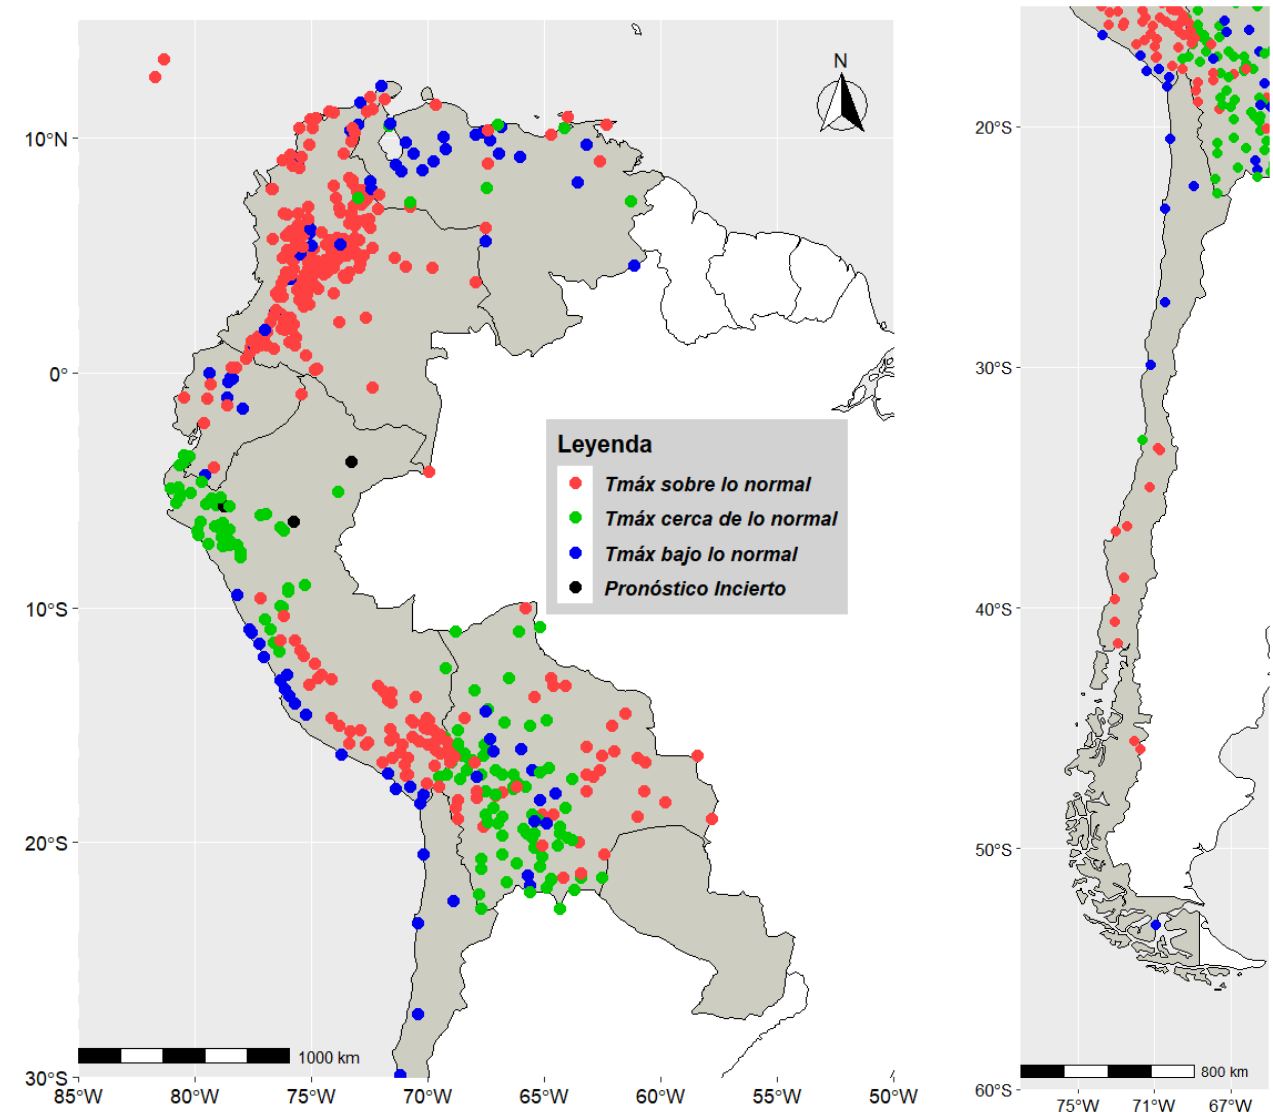 N
10°N
0°
10°S
20°S
30°S
85°W 80°W 75°W 70°W 65°W 60°W 55°W 50°W
1000 km
Leyenda
Tmáx sobre lo normal
Tmáx cerca de lo normal
Tmáx bajo lo normal
Pronóstico Incierto
20°S
30°S
40°S
50°S
60°S
75°W 71°W 67°W
800 km